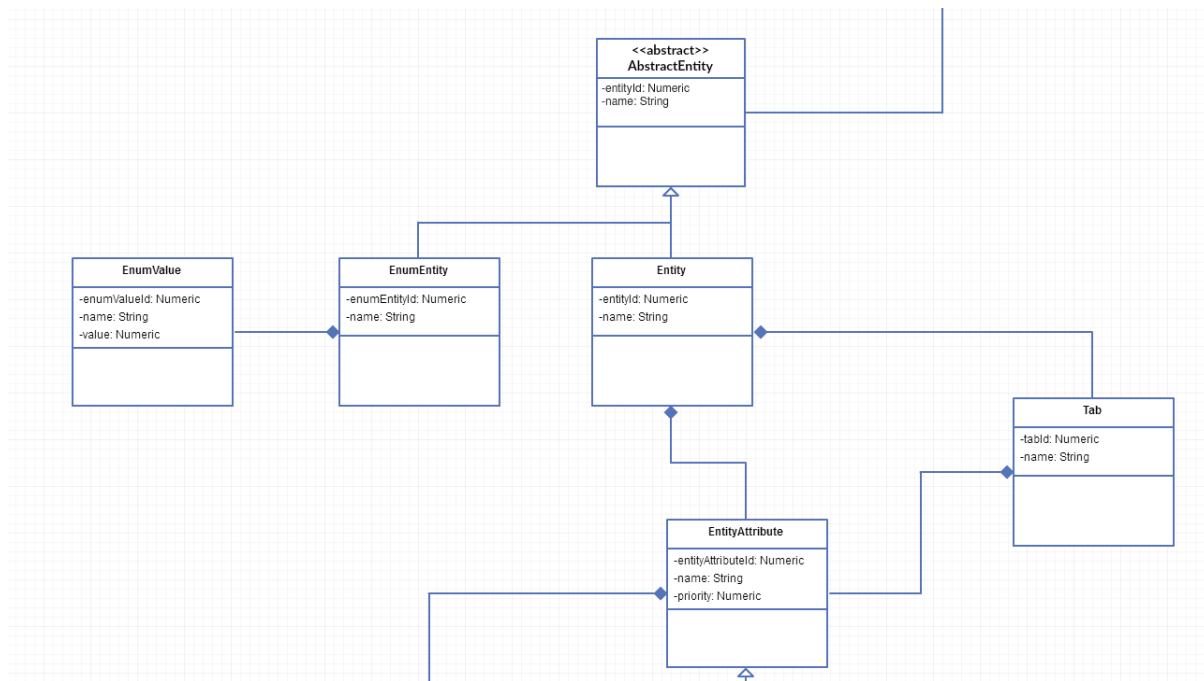 <<abstract>>
AbstractEntity
-entityId: Numeric
-name: String
EnumValue
-enumValueId: Numeric
-name: String
-value: Numeric
EnumEntity
-enumEntityId: Numeric
-name: String
Entity
-entityId: Numeric
-name: String
Tab
-tabId: Numeric
-name: String
EntityAttribute
-entityAttributeId: Numeric
-name: String
-priority: Numeric